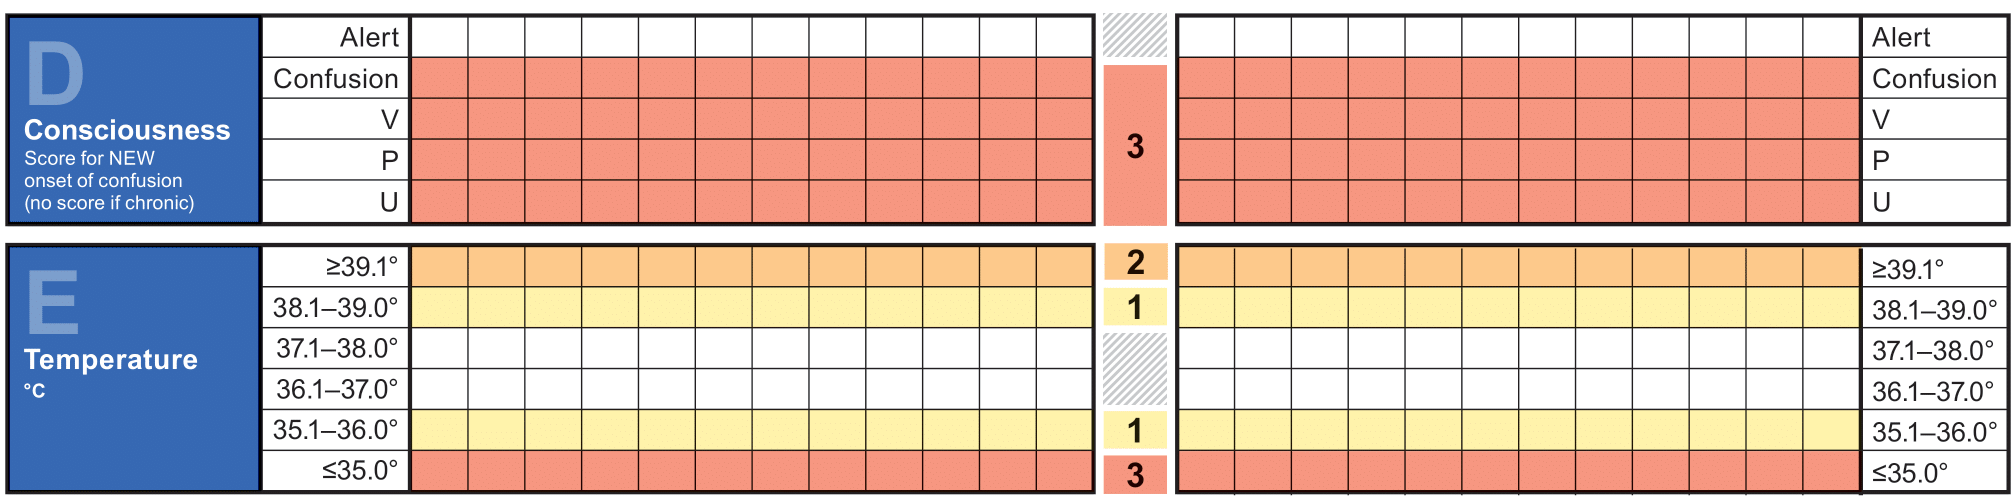 D
Consciousness
Score for NEW
onset of confusion
(no score if chronic)
Alert
Confusion
V
P
U
3
Alert
Confusion
V
P
U
E
Temperature
°C
≥39.1°
38.1–39.0°
37.1–38.0°
36.1–37.0°
35.1–36.0°
≤35.0°
2
1
1
3
≥39.1°
38.1–39.0°
37.1–38.0°
36.1–37.0°
35.1–36.0°
≤35.0°